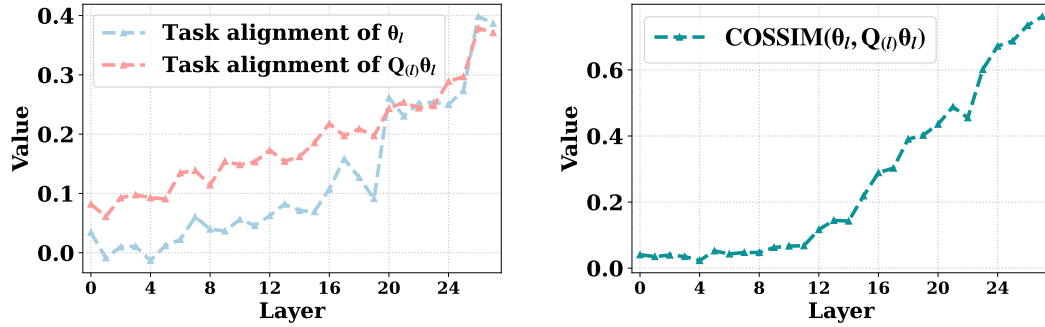 Task alignment of θ_l
Task alignment of Q_(l)θ_l
Value
0.4
0.3
0.2
0.1
0.0
0 4 8 12 16 20 24
Layer
COSSIM(θ_l, Q_(l)θ_l)
Value
0.6
0.4
0.2
0.0
0 4 8 12 16 20 24
Layer